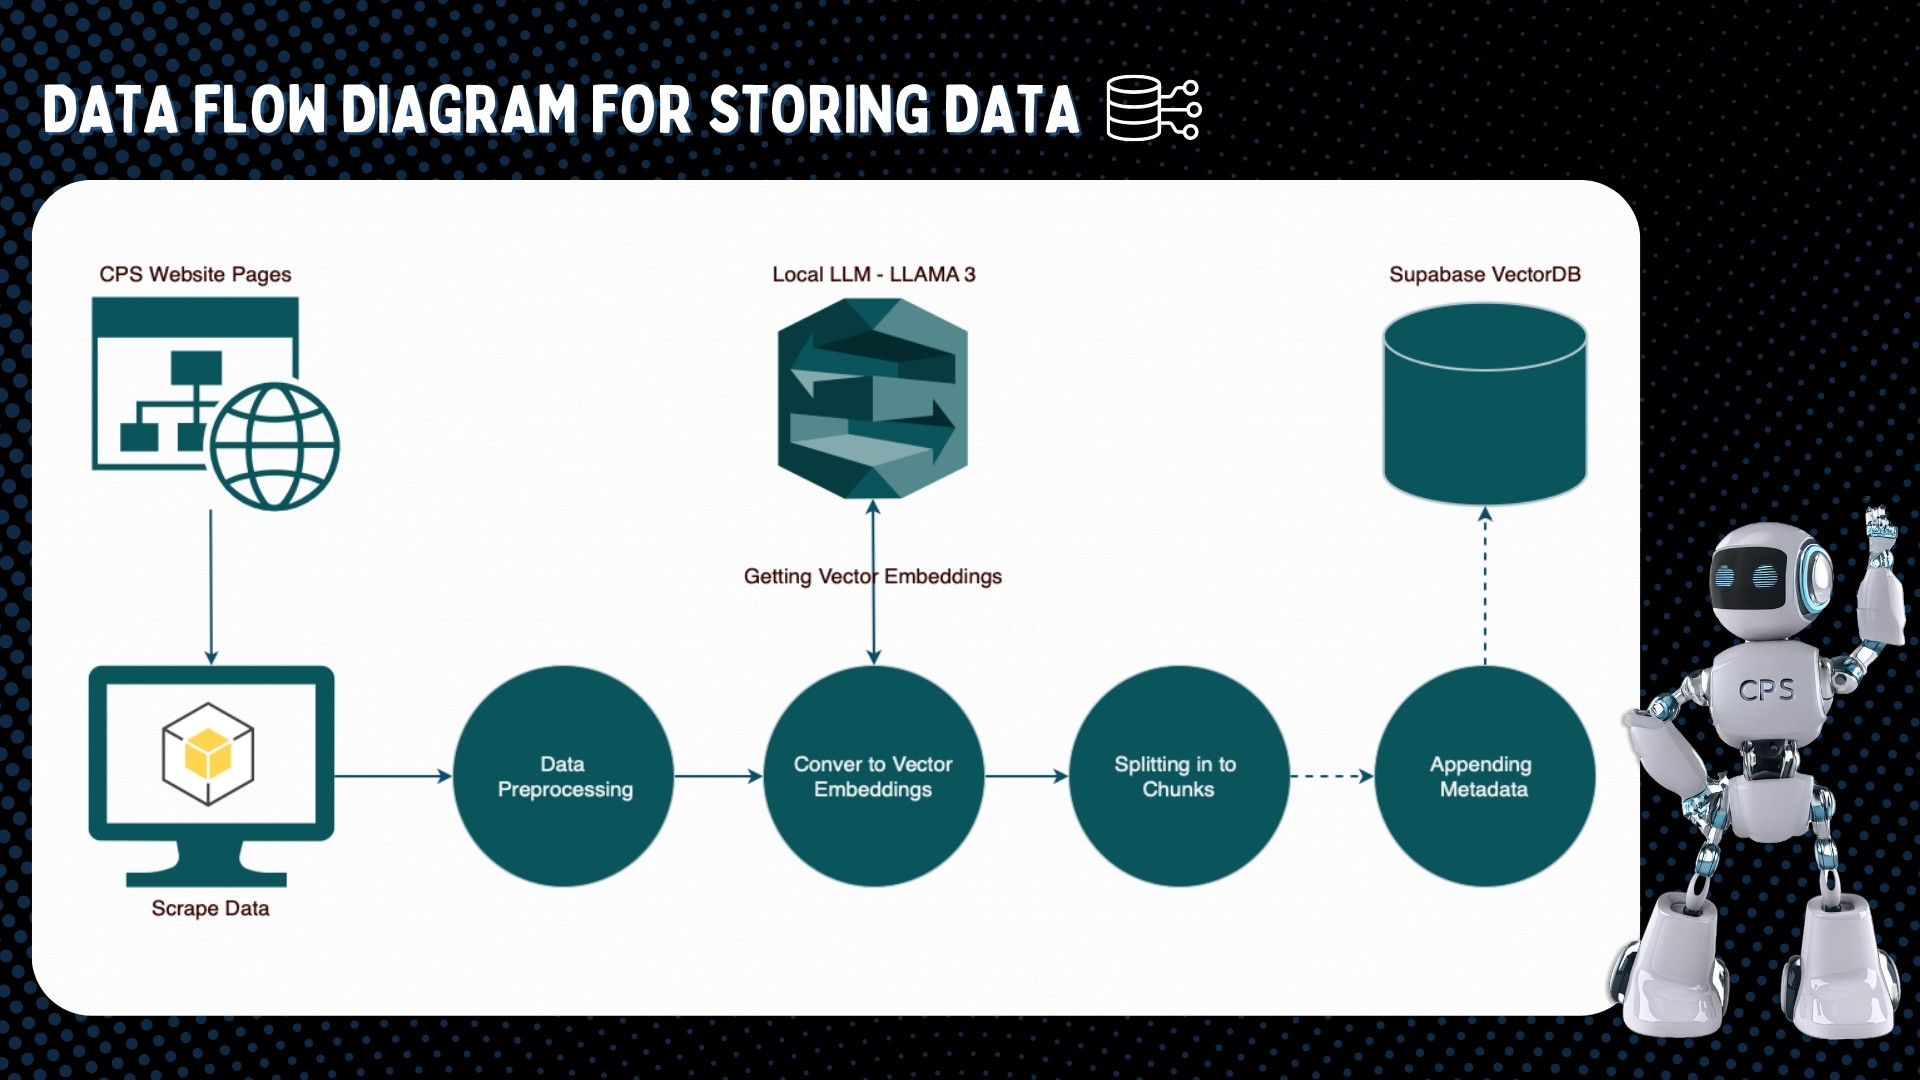 DATA FLOW DIAGRAM FOR STORING DATA
CPS Website Pages
Local LLM - LLAMA 3
Supabase VectorDB
Getting Vector Embeddings
Data
Preprocessing
Conver to Vector
Embeddings
Splitting in to
Chunks
Appending
Metadata
Scrape Data
CPS